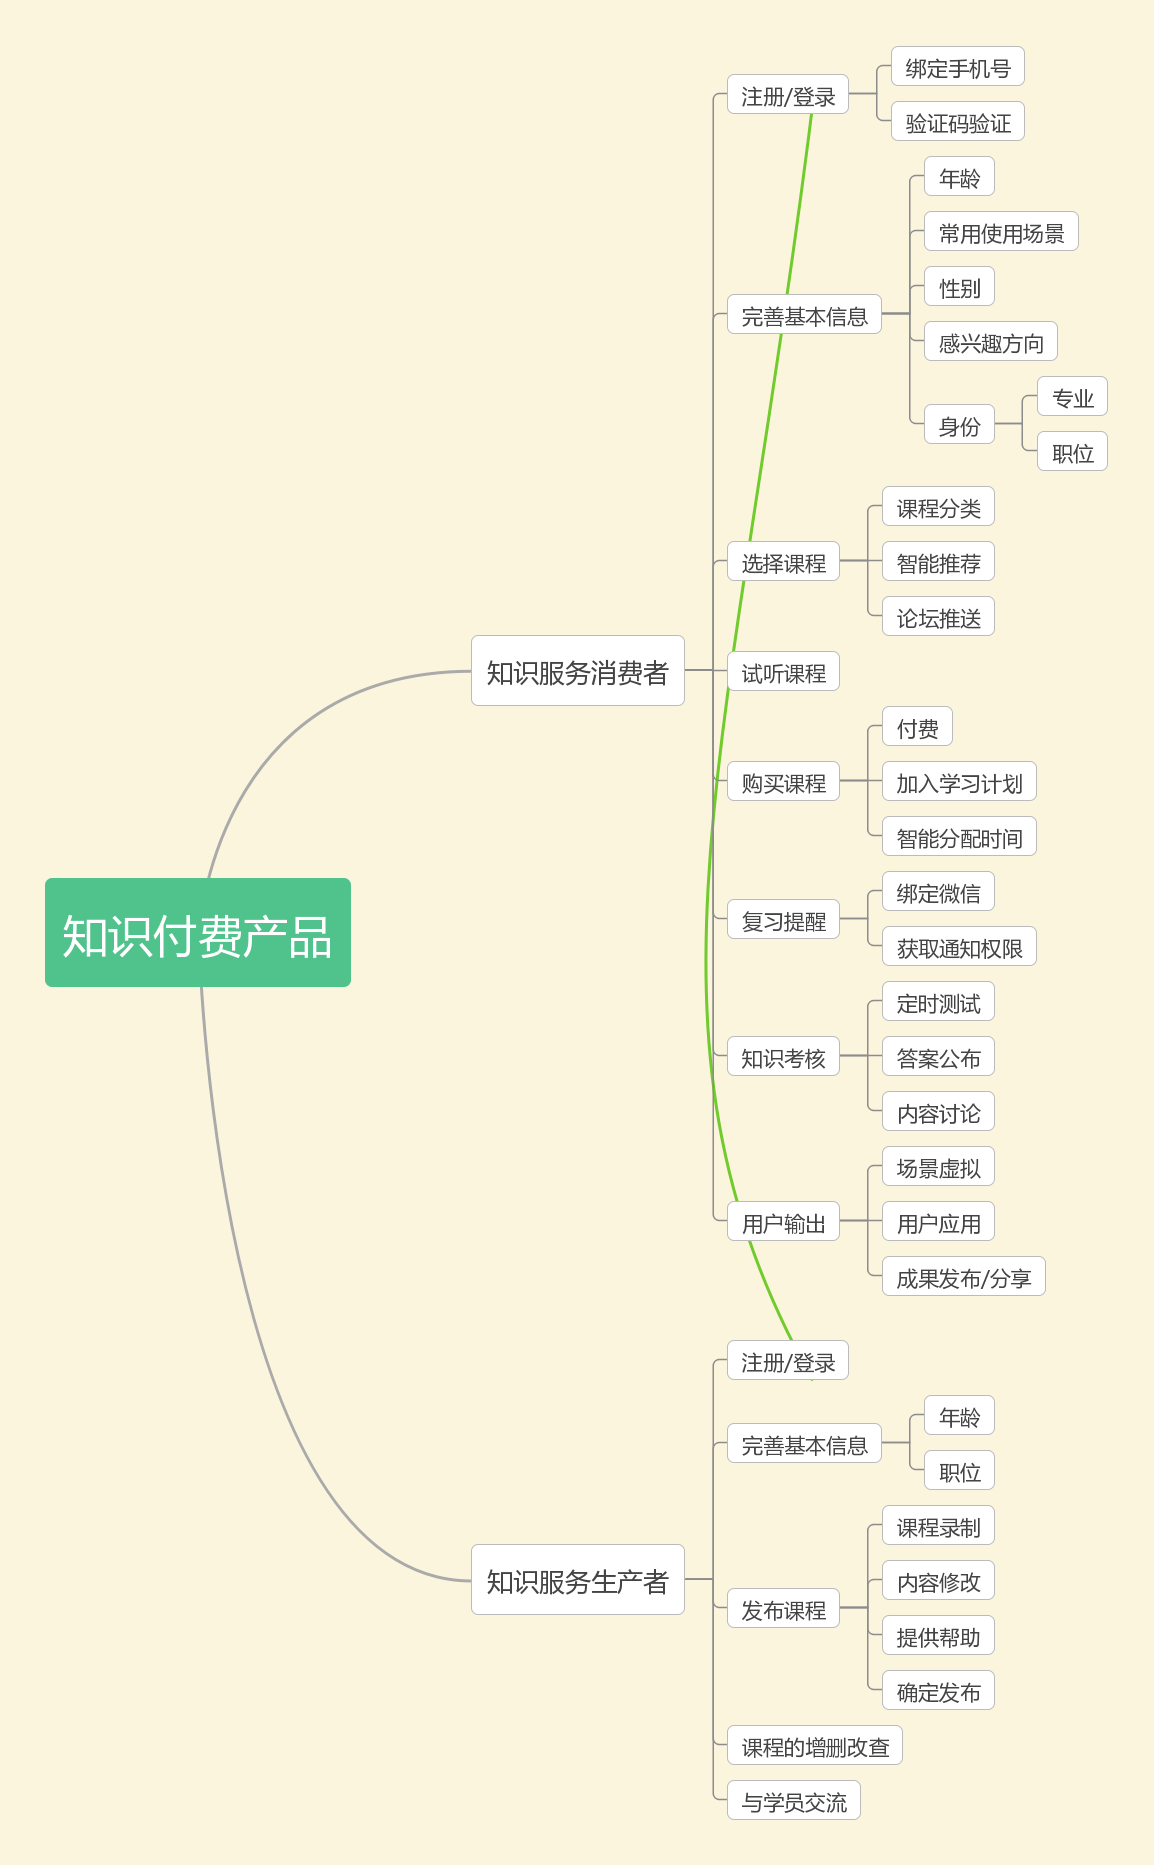 知识付费产品
知识服务消费者
注册/登录
绑定手机号
验证码验证
完善基本信息
年龄
常用使用场景
性别
感兴趣方向
身份
专业
职位
选择课程
课程分类
智能推荐
论坛推送
试听课程
购买课程
付费
加入学习计划
智能分配时间
复习提醒
绑定微信
获取通知权限
知识考核
定时测试
答案公布
内容讨论
用户输出
场景虚拟
用户应用
成果发布/分享
知识服务生产者
注册/登录
完善基本信息
年龄
职位
发布课程
课程录制
内容修改
提供帮助
确定发布
课程的增删改查
与学员交流